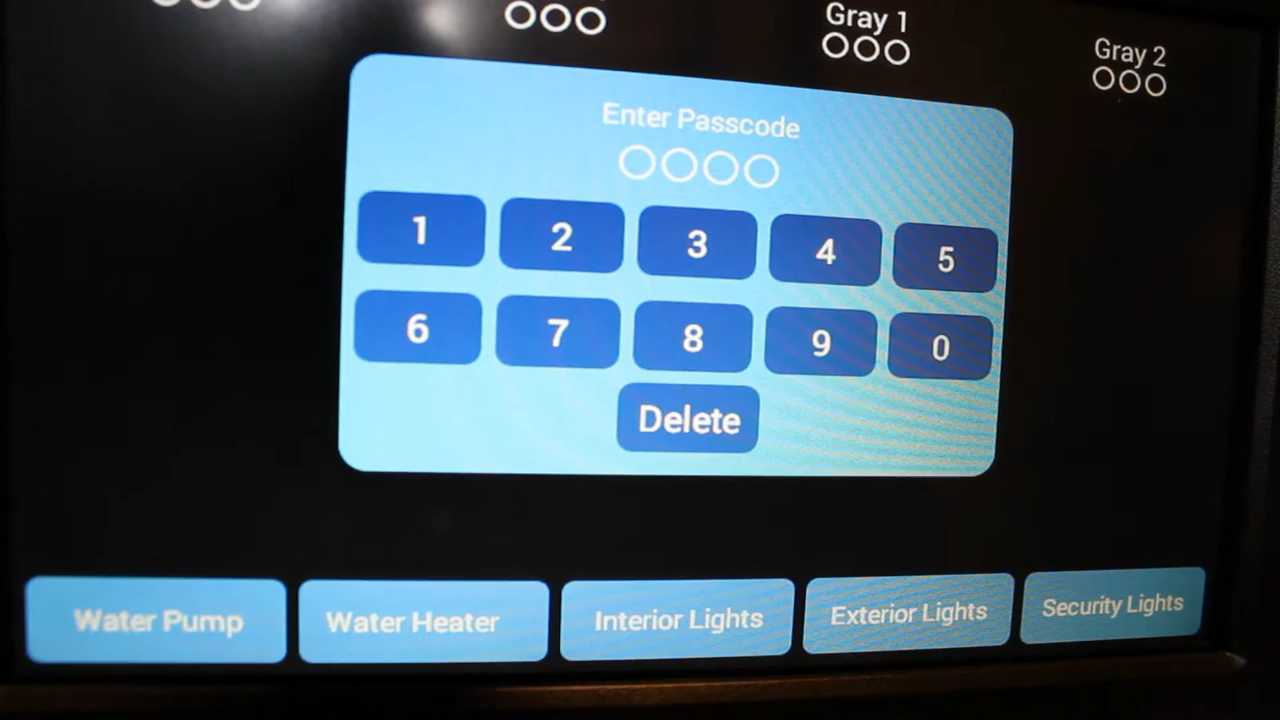 Gray 1
Gray 2
Enter Passcode
1 2 3 4 5
6 7 8 9 0
Delete
Water Pump Water Heater Interior Lights Exterior Lights Security Lights